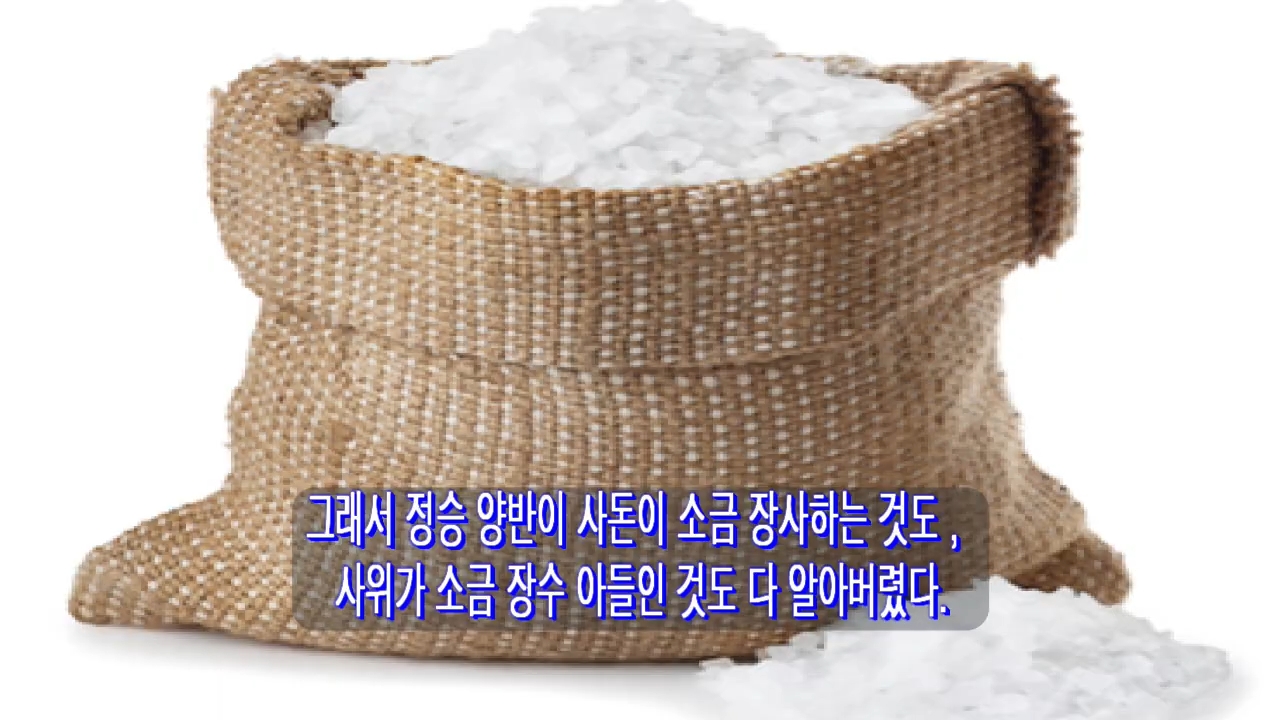 그래서 정승 양반이 사돈이 소금 장사하는 것도 ,
사위가 소금 장수 아들인 것도 다 알아버렸다.